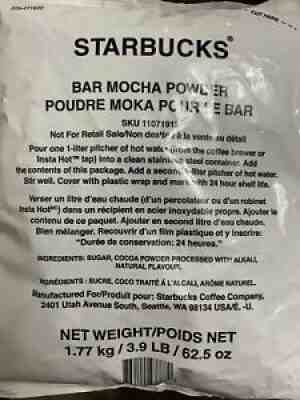 STARBUCKS®
BAR MOCHA POWDER
POUDRE MOKA POUR LE BAR
SKU 1107191
Not For Retail Sale/Non destiné à la vente au détail
Pour one 1-liter pitcher of hot water (from the coffee brewer or
Insta Hot™ tap) into a clean stainless steel container. Add
the contents of this package. Add a second 1-liter pitcher of hot water.
Stir well. Cover with plastic wrap and mark with 24 hour shelf life.
Verser un litre d'eau chaude (d'un percolateur ou d'un robinet
Insta Hot™) dans un récipient en acier inoxydable propre. Ajouter le
contenu de ce paquet. Ajouter un second litre d'eau chaude.
Bien mélanger. Recouvrir d'un film plastique et y inscrire:
"Durée de conservation: 24 heures."
INGREDIENTS: SUGAR, COCOA POWDER PROCESSED WITH ALKALI,
NATURAL FLAVOUR.
INGRÉDIENTS: SUCRE, COCO TRAITÉ À L'ALCALI, ARÔME NATUREL.
Manufactured For/Produit pour: Starbucks Coffee Company,
2401 Utah Avenue South, Seattle, WA 98134 USA/É.-U.
NET WEIGHT/POIDS NET
1.77 kg / 3.9 LB / 62.5 oz